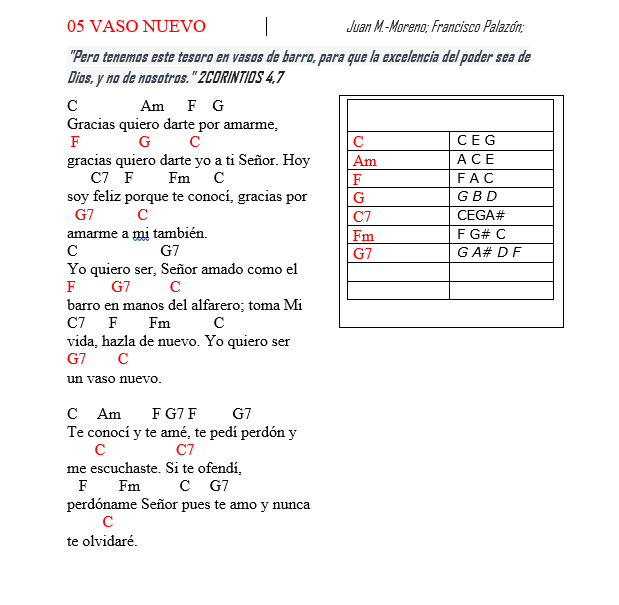 05 VASO NUEVO | Juan M.-Moreno; Francisco Palazón;
"Pero tenemos este tesoro en vasos de barro, para que la excelencia del poder sea de
Dios, y no de nosotros." 2CORINTIOS 4,7
C Am F G
Gracias quiero darte por amarme,
F G C
gracias quiero darte yo a ti Señor. Hoy
C7 F Fm C
soy feliz porque te conocí, gracias por
G7 C
amarme a mi también.
C G7
Yo quiero ser, Señor amado como el
F G7 C
barro en manos del alfarero; toma Mi
C7 F Fm C
vida, hazla de nuevo. Yo quiero ser
G7 C
un vaso nuevo.
C Am F G7 F G7
Te conocí y te amé, te pedí perdón y
C C7
me escuchaste. Si te ofendí,
F Fm C G7
perdóname Señor pues te amo y nunca
C
te olvidaré.
C C E G
Am A C E
F F A C
G G B D
C7 CEGA#
Fm F G# C
G7 G A# D F